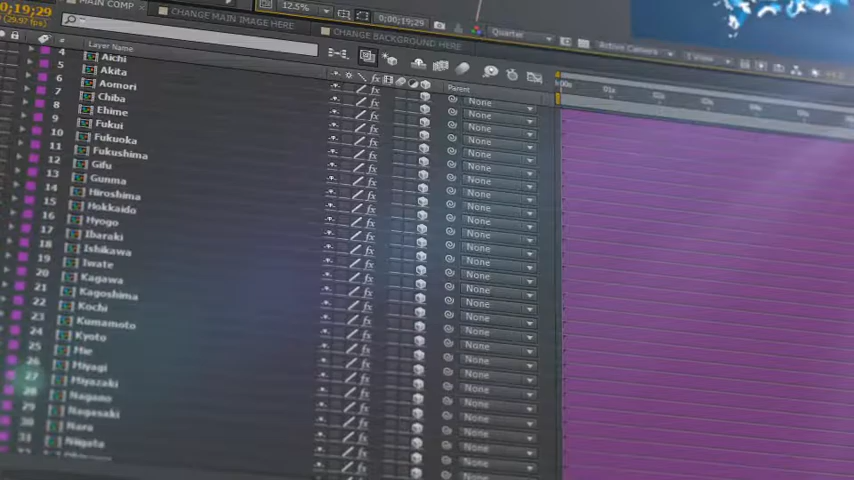 0;00;19;29
(29.97 fps)
MAIN COMP
CHANGE MAIN IMAGE HERE
12.5%
0;00;19;29
CHANGE BACKGROUND HERE
Quarter
Active Camera
1 View
Layer Name
Parent
:00s
01s
4 Aichi None
5 Akita None
6 Aomori None
7 Chiba None
8 Ehime None
9 Fukui None
10 Fukuoka None
11 Fukushima None
12 Gifu None
13 Gunma None
14 Hiroshima None
15 Hokkaido None
16 Hyogo None
17 Ibaraki None
18 Ishikawa None
19 Iwate None
20 Kagawa None
21 Kagoshima None
22 Kochi None
23 Kumamoto None
24 Kyoto None
25 Mie None
26 Miyagi None
27 Miyazaki None
28 Nagano None
29 Nagasaki None
30 Nara None
31 Niigata None